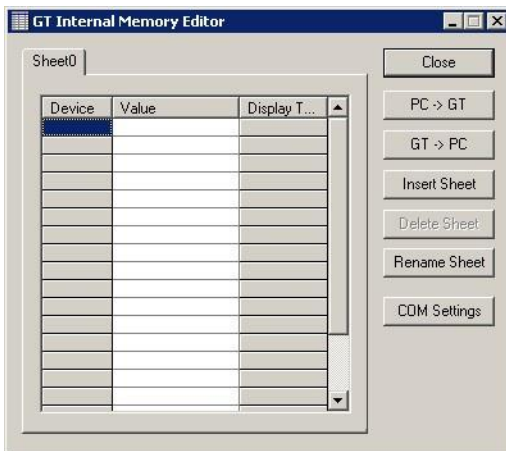 GT Internal Memory Editor
Sheet0
Device Value Display T...
Close
PC -> GT
GT -> PC
Insert Sheet
Delete Sheet
Rename Sheet
COM Settings